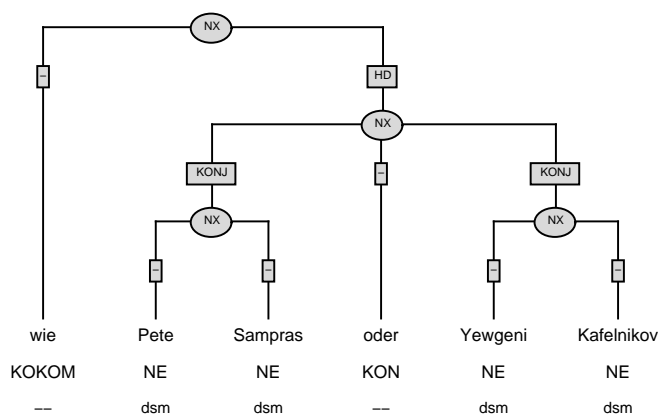 NX
– HD
NX
KONJ – KONJ
NX NX
– – – –
wie Pete Sampras oder Yewgeni Kafelnikov
KOKOM NE NE KON NE NE
–– dsm dsm –– dsm dsm